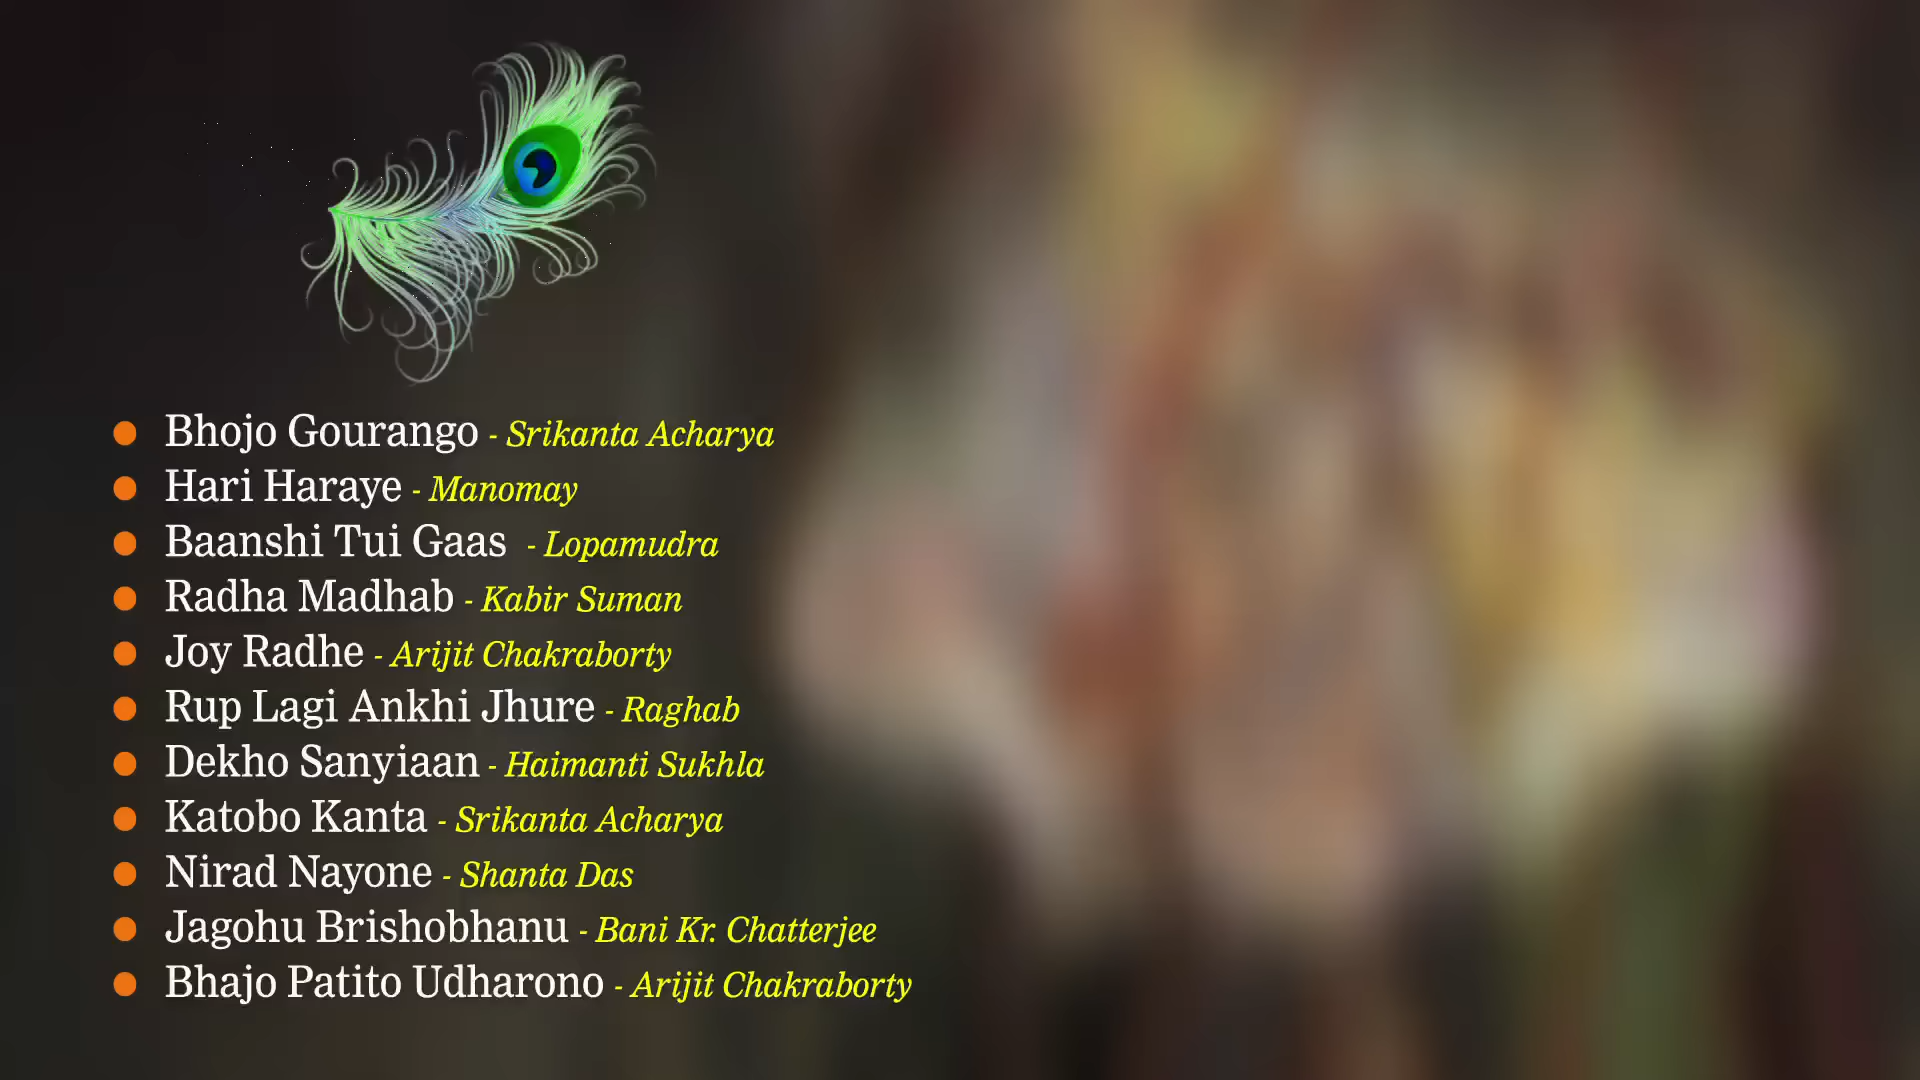 Bhojo Gourango - Srikanta Acharya
Hari Haraye - Manomay
Baanshi Tui Gaas - Lopamudra
Radha Madhab - Kabir Suman
Joy Radhe - Arijit Chakraborty
Rup Lagi Ankhi Jhure - Raghab
Dekho Sanyiaan - Haimanti Sukhla
Katobo Kanta - Srikanta Acharya
Nirad Nayone - Shanta Das
Jagohu Brishobhanu - Bani Kr. Chatterjee
Bhajo Patito Udharono - Arijit Chakraborty